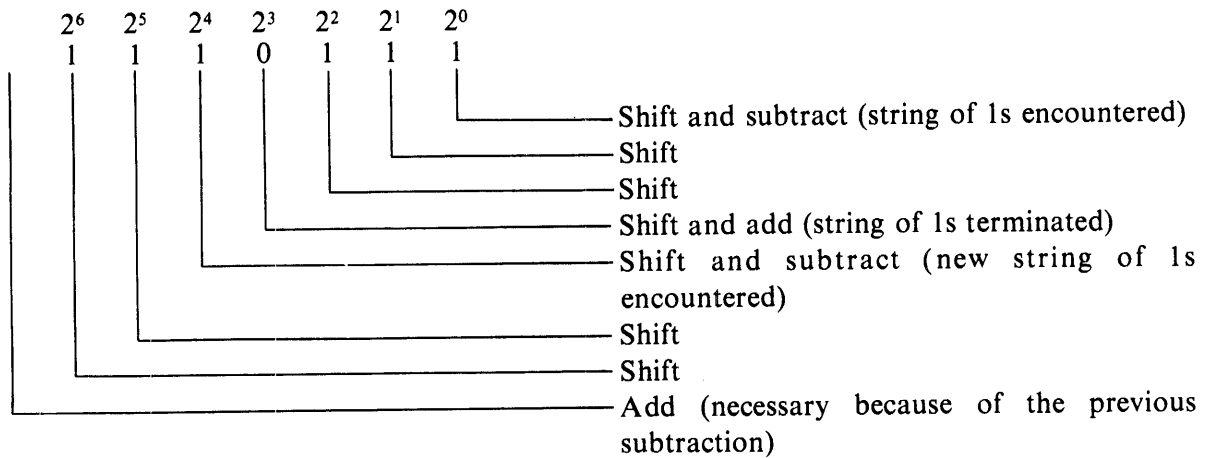 2⁶ 2⁵ 2⁴ 2³ 2² 2¹ 2⁰
1 1 1 0 1 1 1
Shift and subtract (string of 1s encountered)
Shift
Shift
Shift and add (string of 1s terminated)
Shift and subtract (new string of 1s
encountered)
Shift
Shift
Add (necessary because of the previous
subtraction)